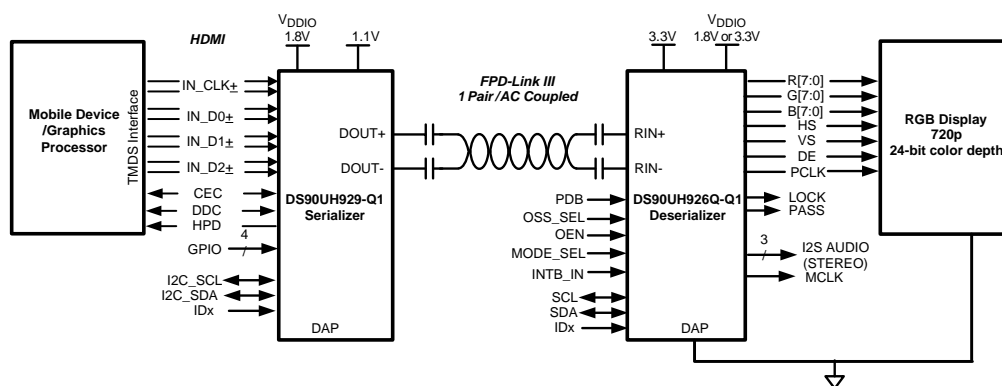 HDMI
VDDIO
1.8V
1.1V
Mobile Device
/Graphics
Processor
TMDS Interface
IN_CLK±
IN_D0±
IN_D1±
IN_D2±
CEC
DDC
HPD
GPIO
4
I2C_SCL
I2C_SDA
IDx
DOUT+
DOUT-
DS90UH929-Q1
Serializer
DAP
FPD-Link III
1 Pair /AC Coupled
3.3V
VDDIO
1.8V or 3.3V
RIN+
RIN-
DS90UH926Q-Q1
Deserializer
DAP
PDB
OSS_SEL
OEN
MODE_SEL
INTB_IN
SCL
SDA
IDx
R[7:0]
G[7:0]
B[7:0]
HS
VS
DE
PCLK
LOCK
PASS
3
I2S AUDIO
(STEREO)
MCLK
RGB Display
720p
24-bit color depth